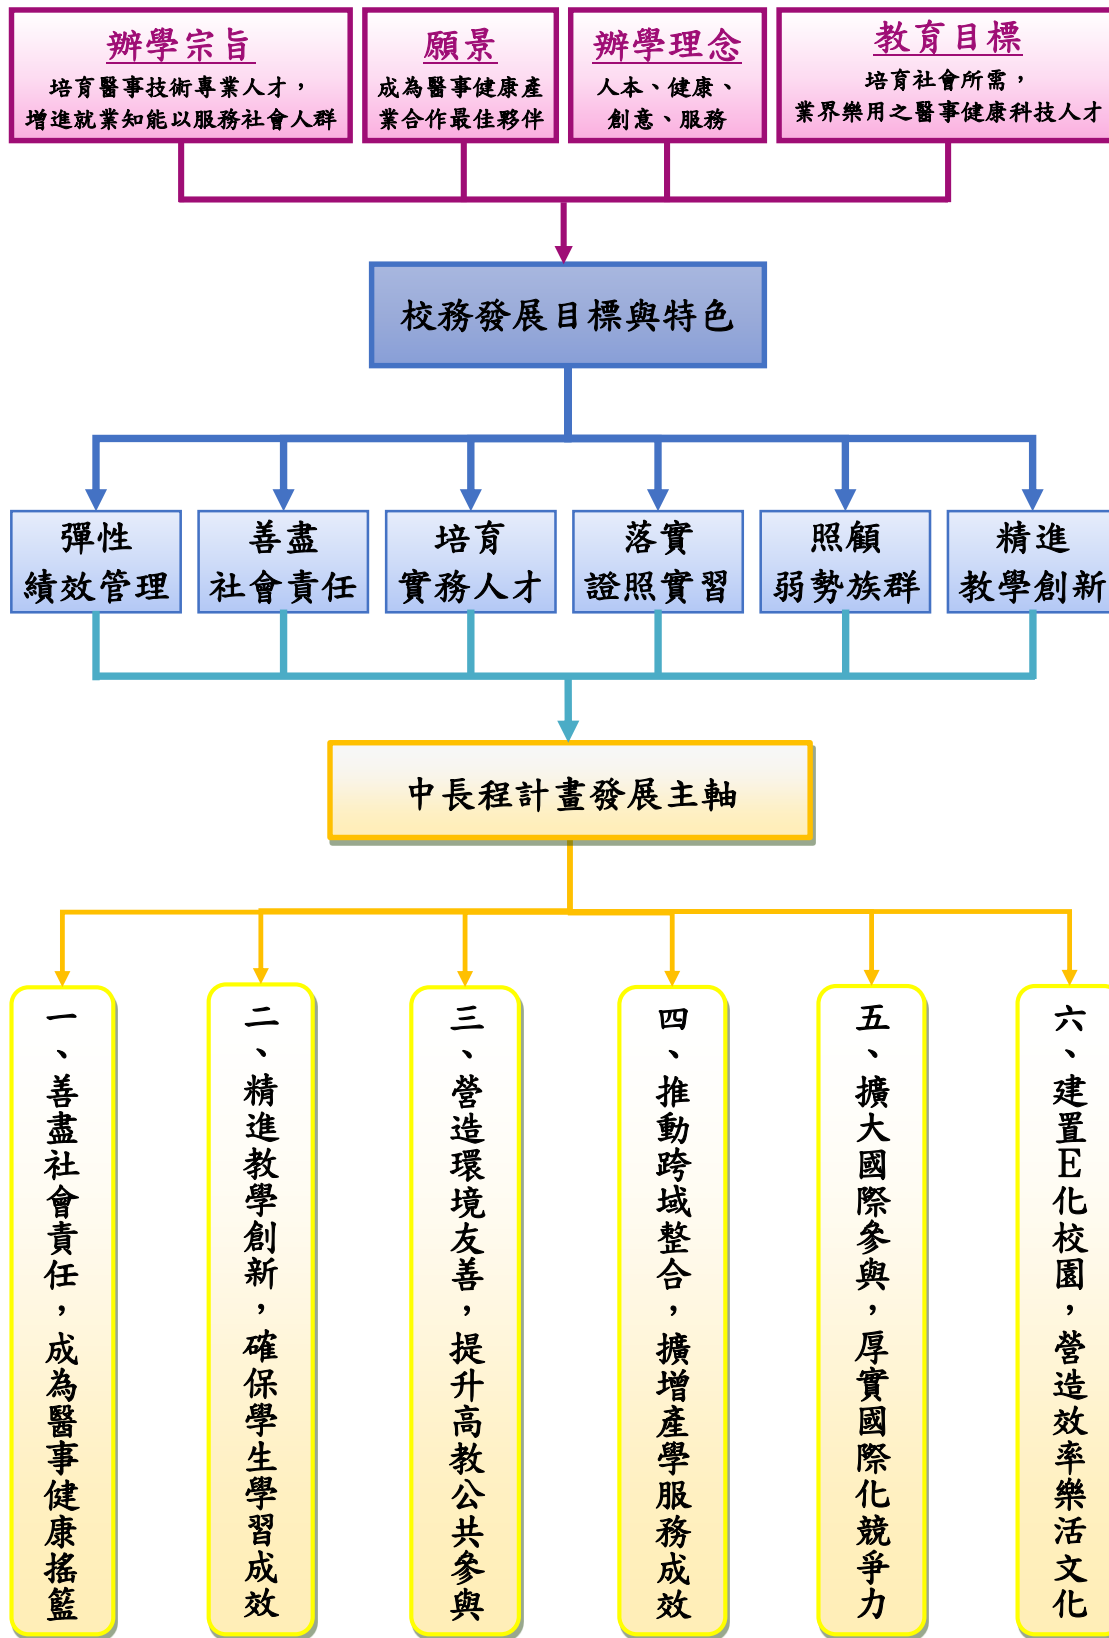 辦學宗旨
培育醫事技術專業人才，
增進就業知能以服務社會人群
願景
成為醫事健康產
業合作最佳夥伴
辦學理念
人本、健康、
創意、服務
教育目標
培育社會所需，
業界樂用之醫事健康科技人才
校務發展目標與特色
彈性
績效管理
善盡
社會責任
培育
實務人才
落實
證照實習
照顧
弱勢族群
精進
教學創新
中長程計畫發展主軸
一、善盡社會責任，成為醫事健康搖籃
二、精進教學創新，確保學生學習成效
三、營造環境友善，提升高教公共參與
四、推動跨域整合，擴增產學服務成效
五、擴大國際參與，厚實國際化競爭力
六、建置E化校園，營造效率樂活文化